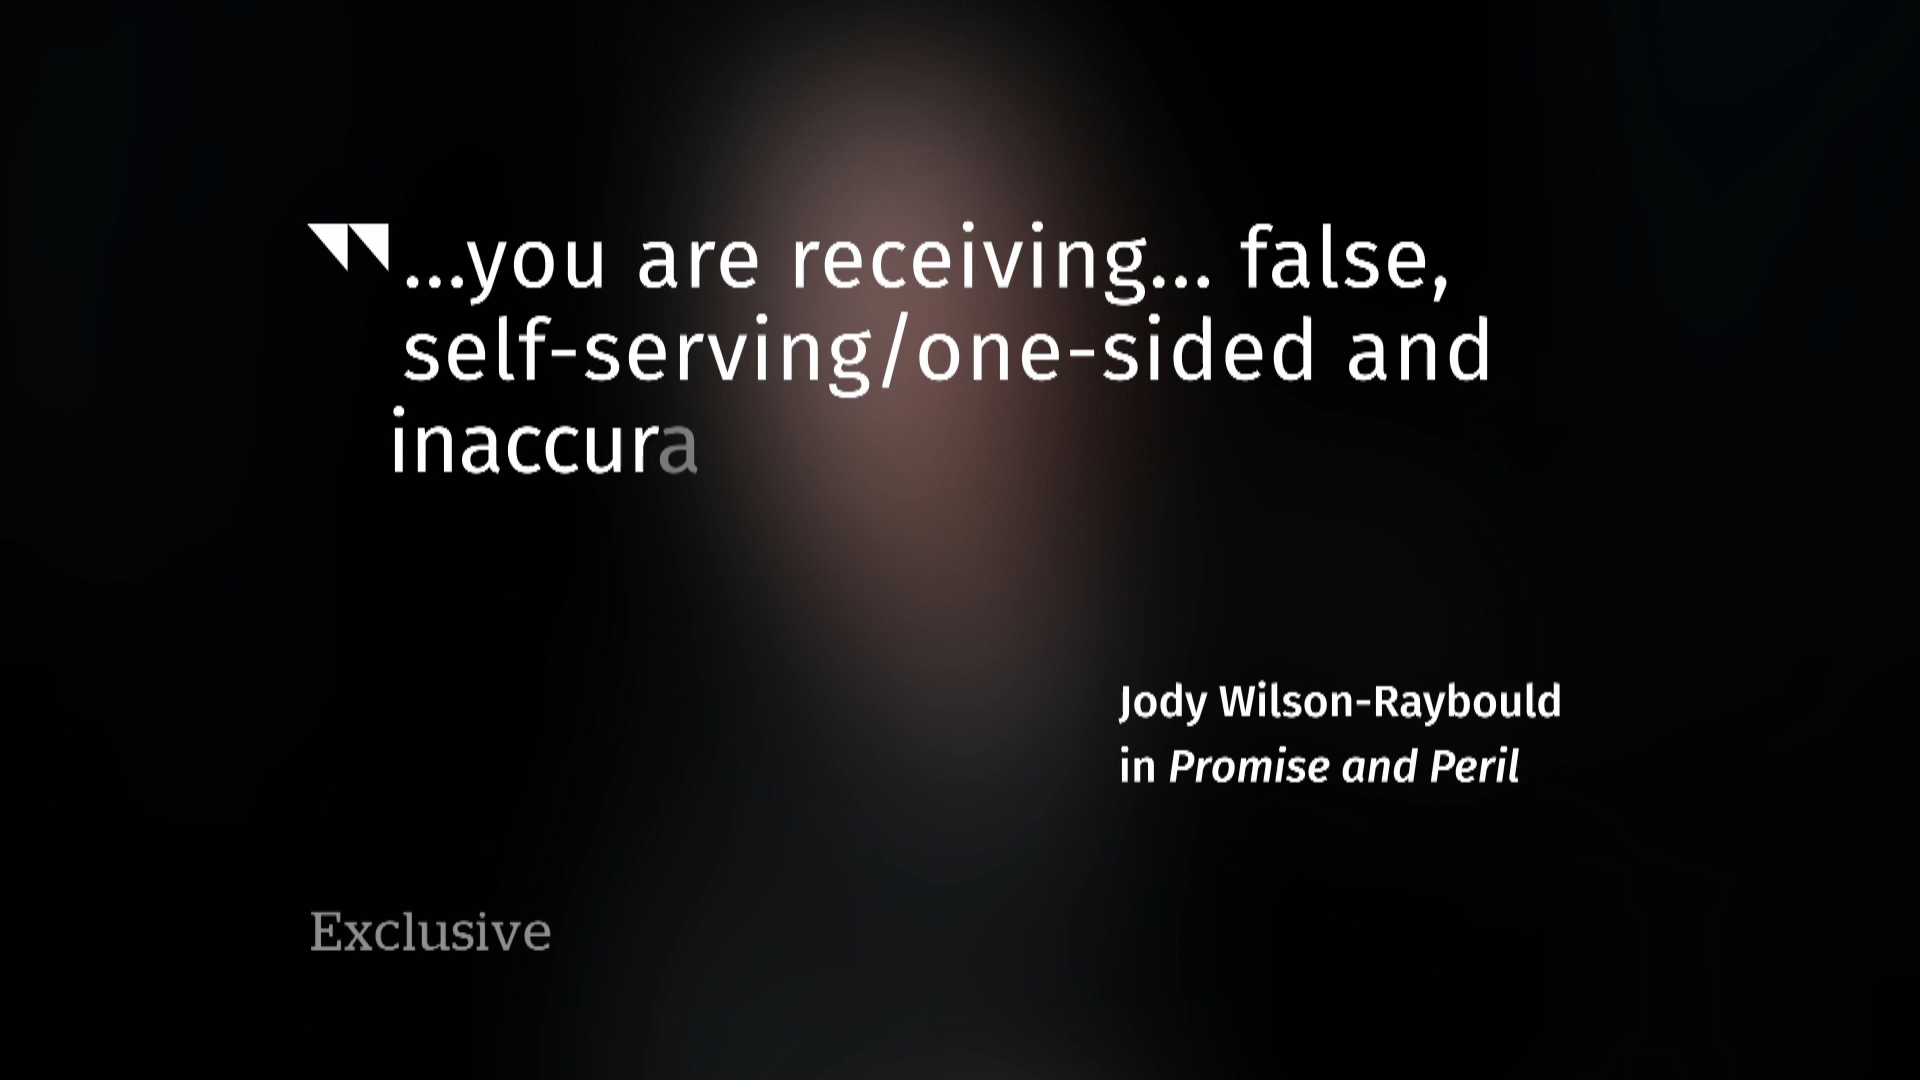 ...you are receiving... false,
self-serving/one-sided and
inaccura
Jody Wilson-Raybould
in Promise and Peril
Exclusive